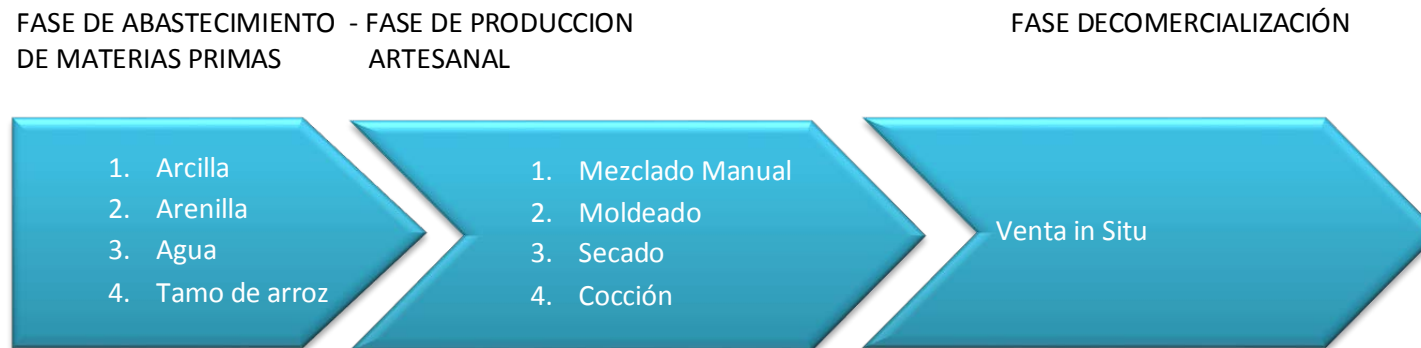 FASE DE ABASTECIMIENTO - FASE DE PRODUCCION
DE MATERIAS PRIMAS ARTESANAL
FASE DECOMERCIALIZACIÓN
1. Arcilla
2. Arenilla
3. Agua
4. Tamo de arroz
1. Mezclado Manual
2. Moldeado
3. Secado
4. Cocción
Venta in Situ